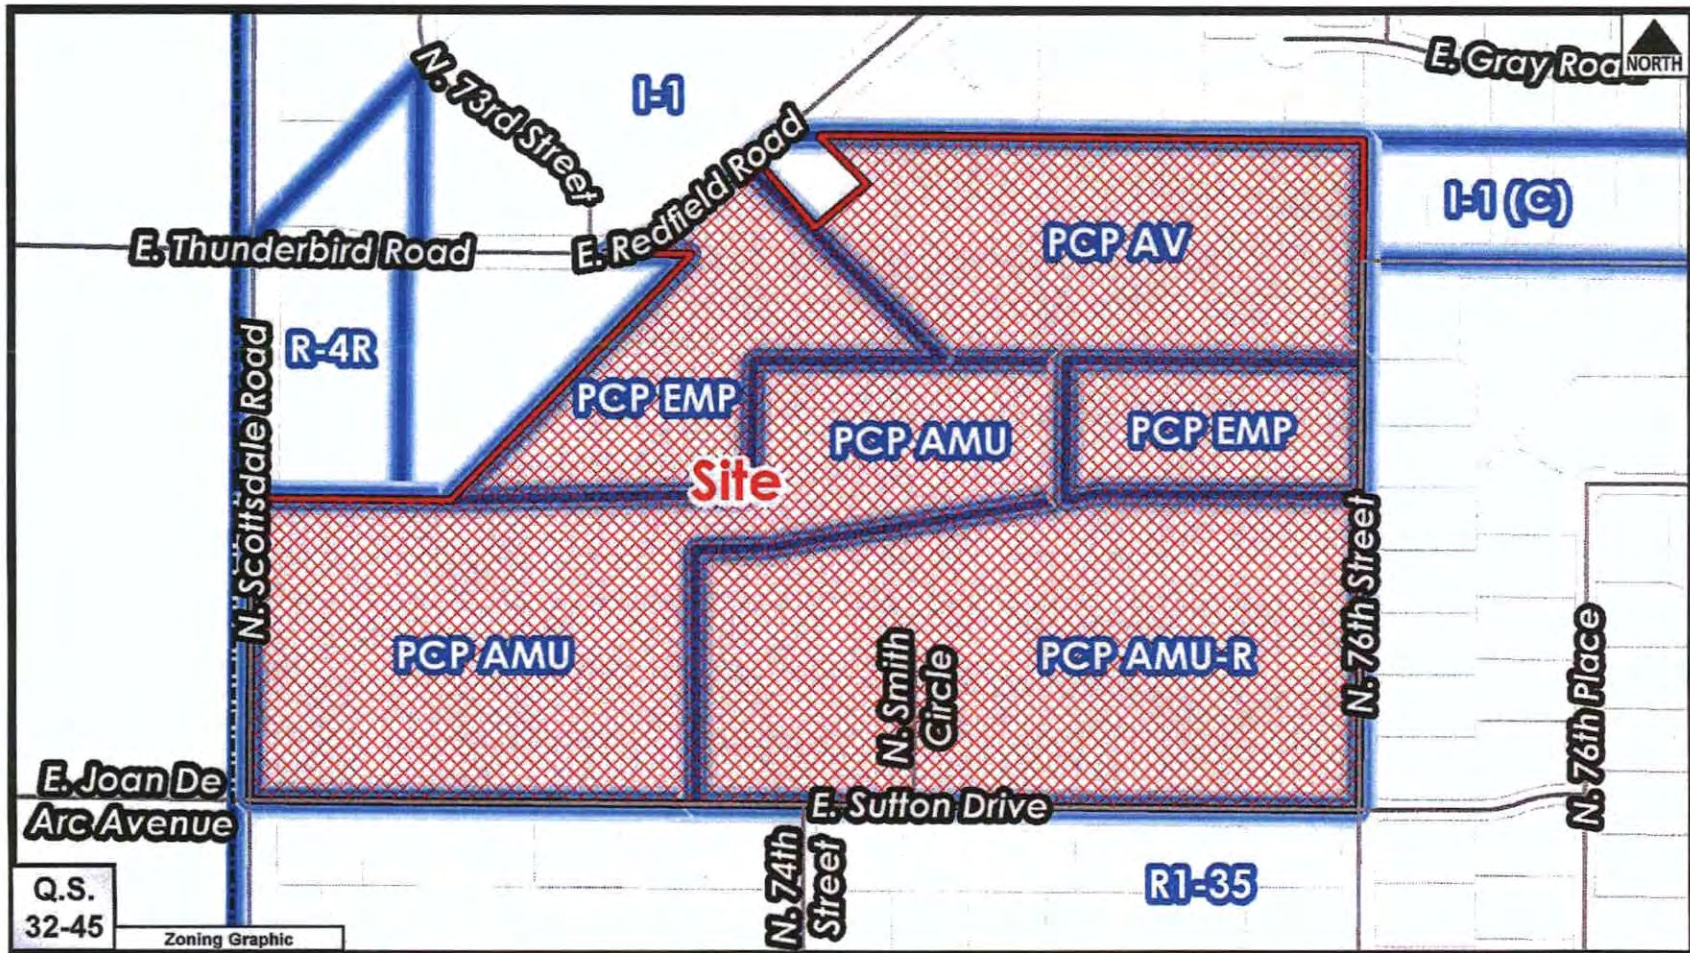 E. Gray Roa
NORTH
N. 73rd Street
I-1
E. Redfield Road
I-1 (C)
E. Thunderbird Road
PCP AV
R-4R
N. Scottsdale Road
PCP EMP
PCP AMU
PCP EMP
Site
N. 76th Street
PCP AMU
N. Smith
Circle
PCP AMU-R
N. 76th Place
E. Joan De
Arc Avenue
E. Sutton Drive
N. 74th
Street
R1-35
Q.S.
32-45
Zoning Graphic